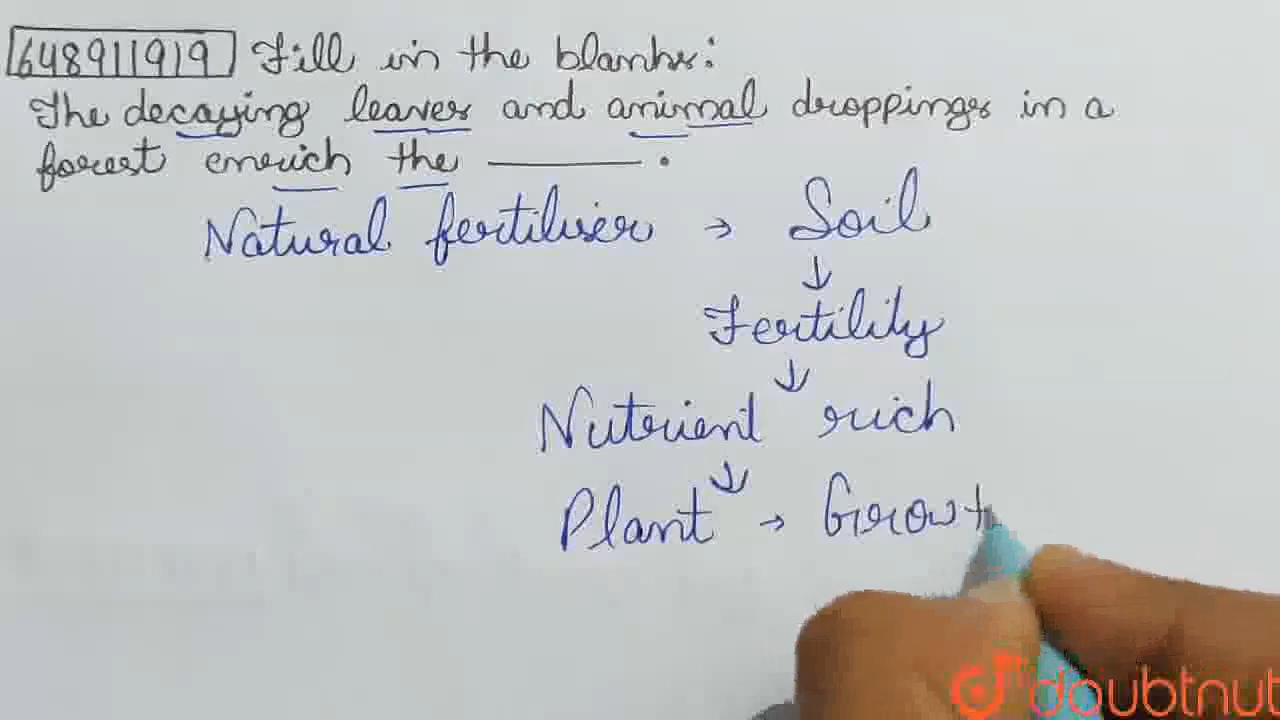 648911919 Fill in the blanks:
The decaying leaves and animal droppings in a
forest enrich the ________.
Natural fertiliser → Soil
↓
Fertility
↓
Nutrient rich
↓
Plant → Growt
doubtnut